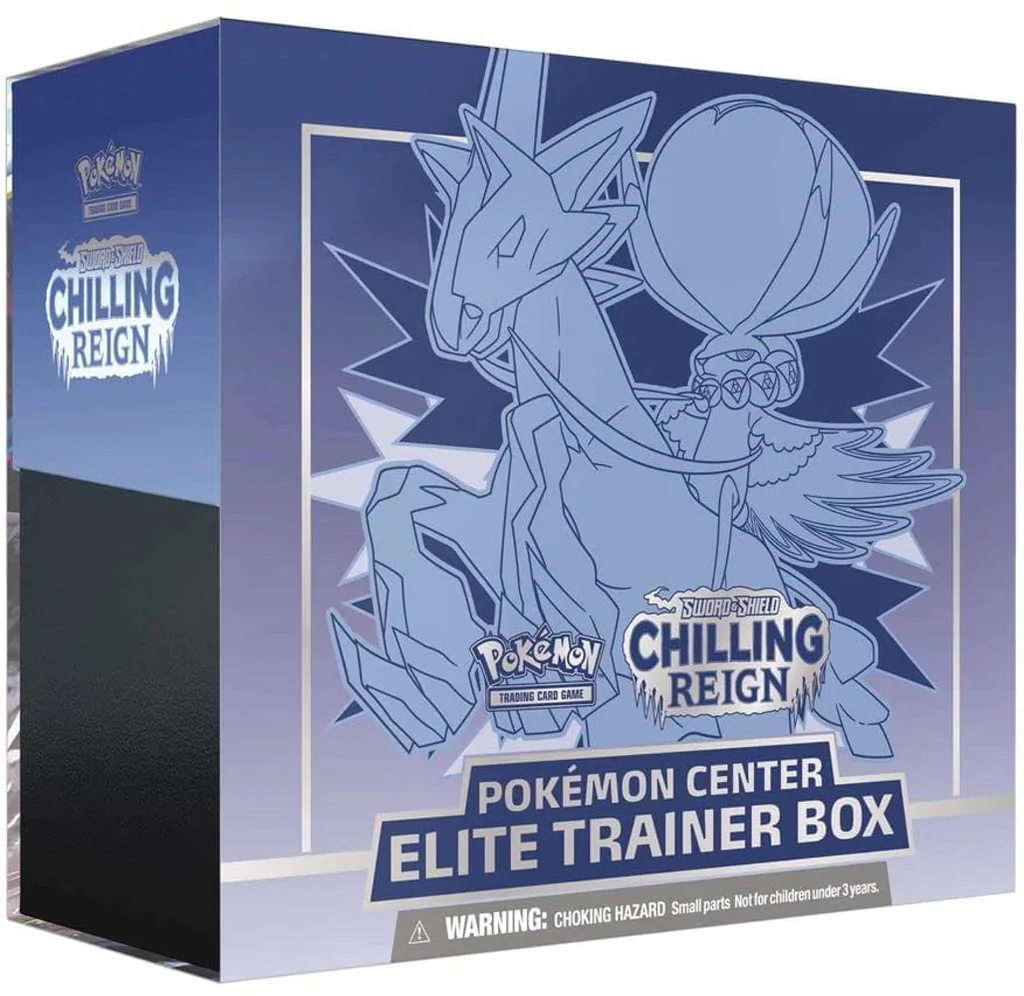 POKÉMON
TRADING CARD GAME
SWORD & SHIELD
CHILLING
REIGN
POKÉMON
TRADING CARD GAME
SWORD & SHIELD
CHILLING
REIGN
POKÉMON CENTER
ELITE TRAINER BOX
WARNING: CHOKING HAZARD Small parts Not for children under 3 years.